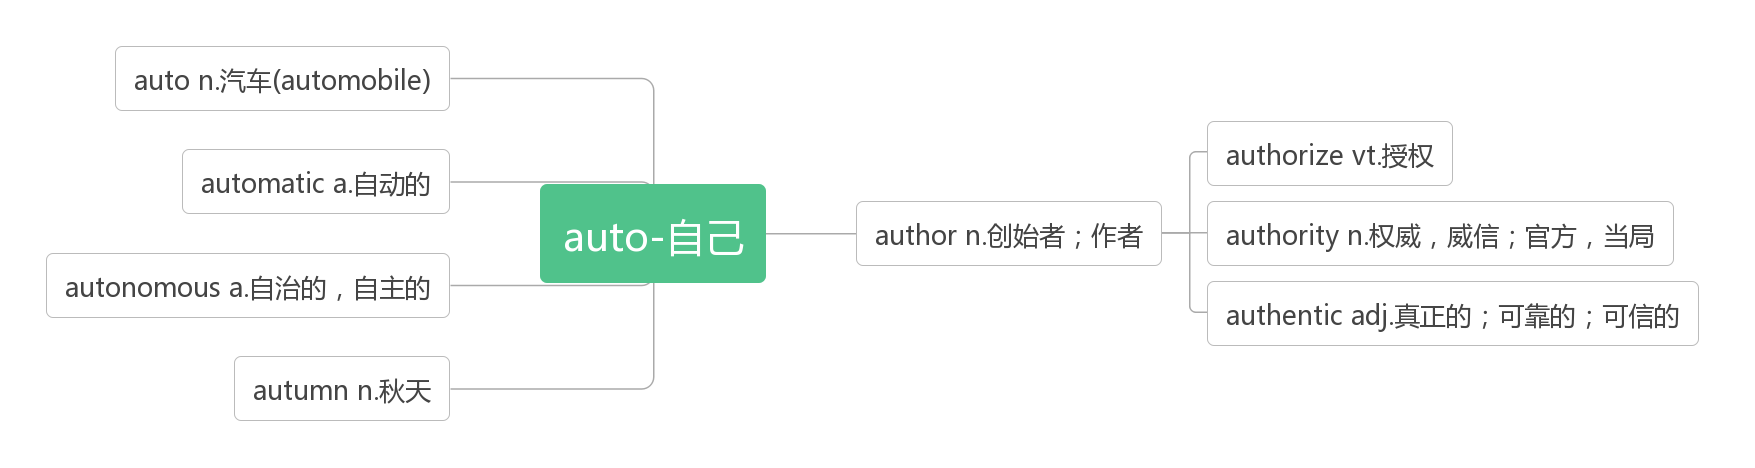 auto n.汽车(automobile)
automatic a.自动的
autonomous a.自治的，自主的
autumn n.秋天
auto-自己
author n.创始者；作者
authorize vt.授权
authority n.权威，威信；官方，当局
authentic adj.真正的；可靠的；可信的